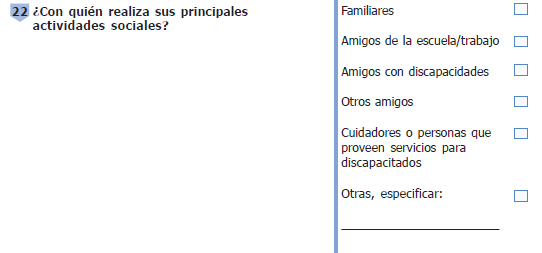 22 ¿Con quién realiza sus principales
actividades sociales?
Familiares
Amigos de la escuela/trabajo
Amigos con discapacidades
Otros amigos
Cuidadores o personas que
proveen servicios para
discapacitados
Otras, especificar: